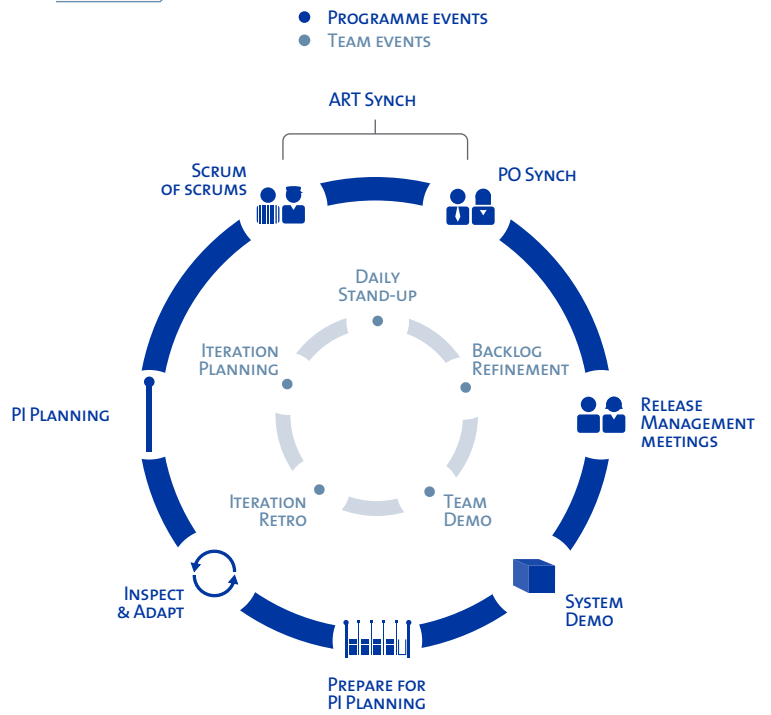 Programme events
Team events
ART Synch
Scrum
of scrums
PO Synch
Daily
Stand-up
Iteration
Planning
Backlog
Refinement
PI Planning
Release
Management
meetings
Iteration
Retro
Team
Demo
Inspect
& Adapt
System
Demo
Prepare for
PI Planning